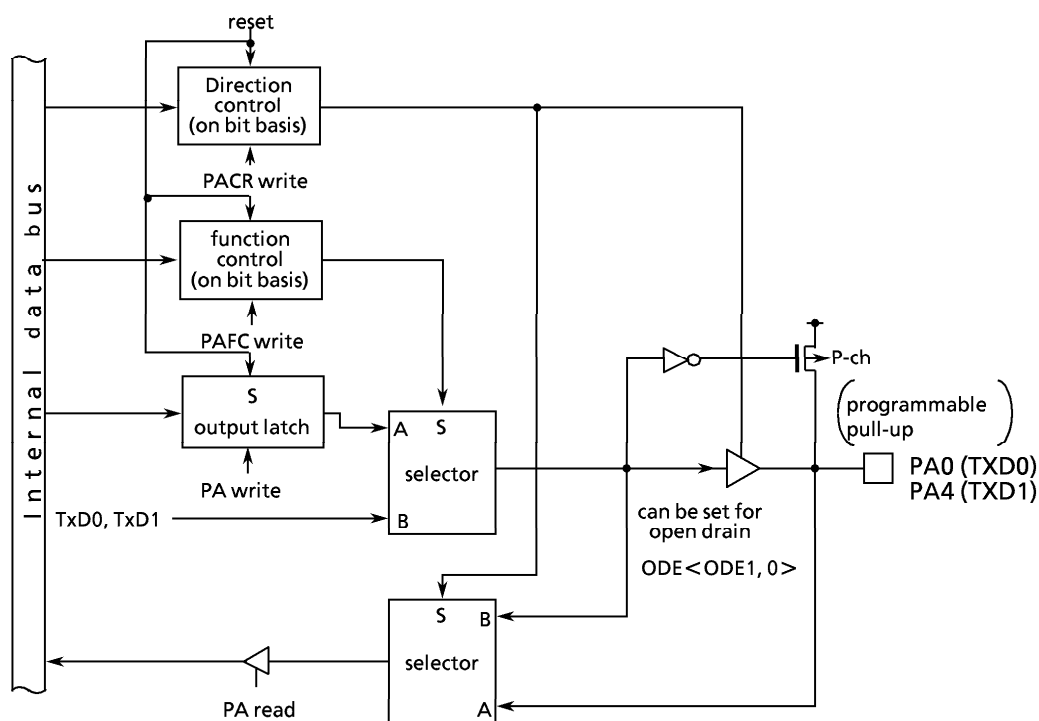 reset
Direction
control
(on bit basis)
PACR write
function
control
(on bit basis)
PAFC write
S
output latch
PA write
TxD0, TxD1
Internal data bus
A
S
selector
B
P-ch
(programmable
pull-up)
PA0 (TXD0)
PA4 (TXD1)
can be set for
open drain
ODE<ODE1, 0>
S
B
selector
A
PA read